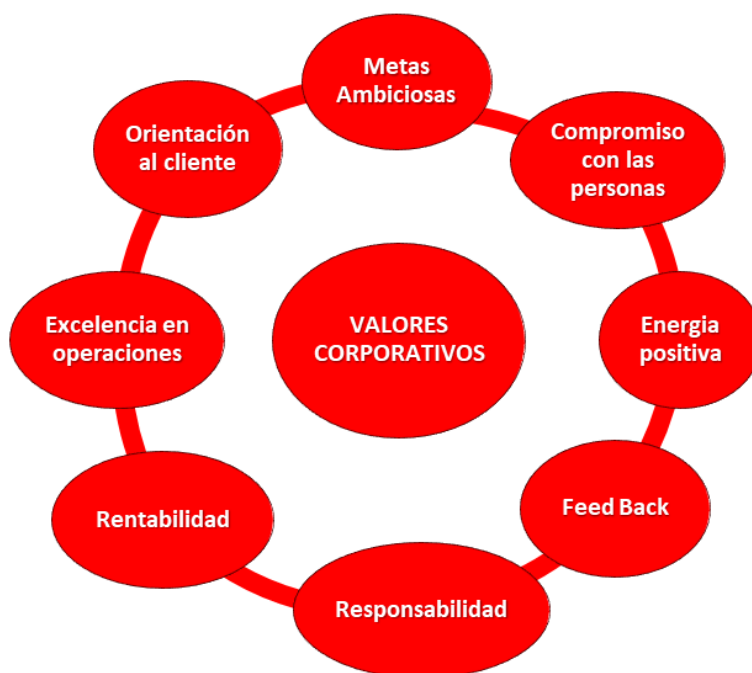 Metas
Ambiciosas
Compromiso
con las
personas
Energia
positiva
Feed Back
Responsabilidad
Rentabilidad
Excelencia en
operaciones
Orientación
al cliente
VALORES
CORPORATIVOS